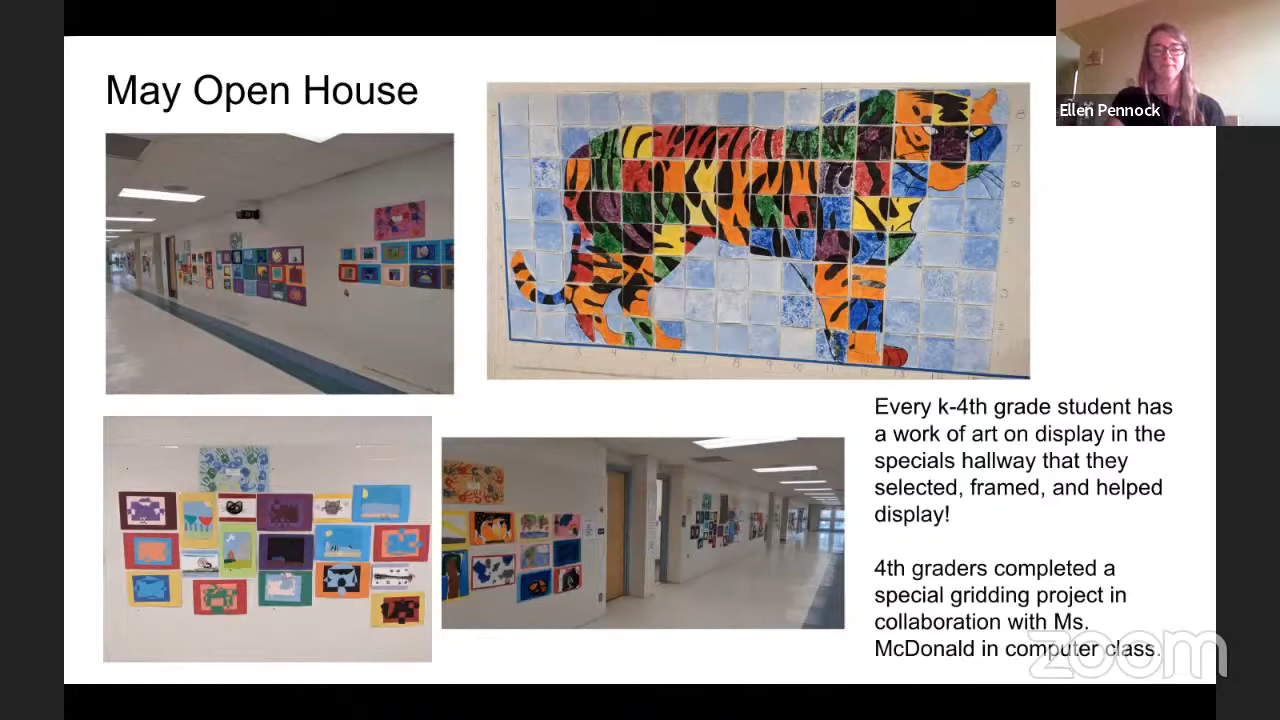 May Open House
Ellen Pennock
Every k-4th grade student has
a work of art on display in the
specials hallway that they
selected, framed, and helped
display!
4th graders completed a
special gridding project in
collaboration with Ms.
McDonald in computer class.
zoom